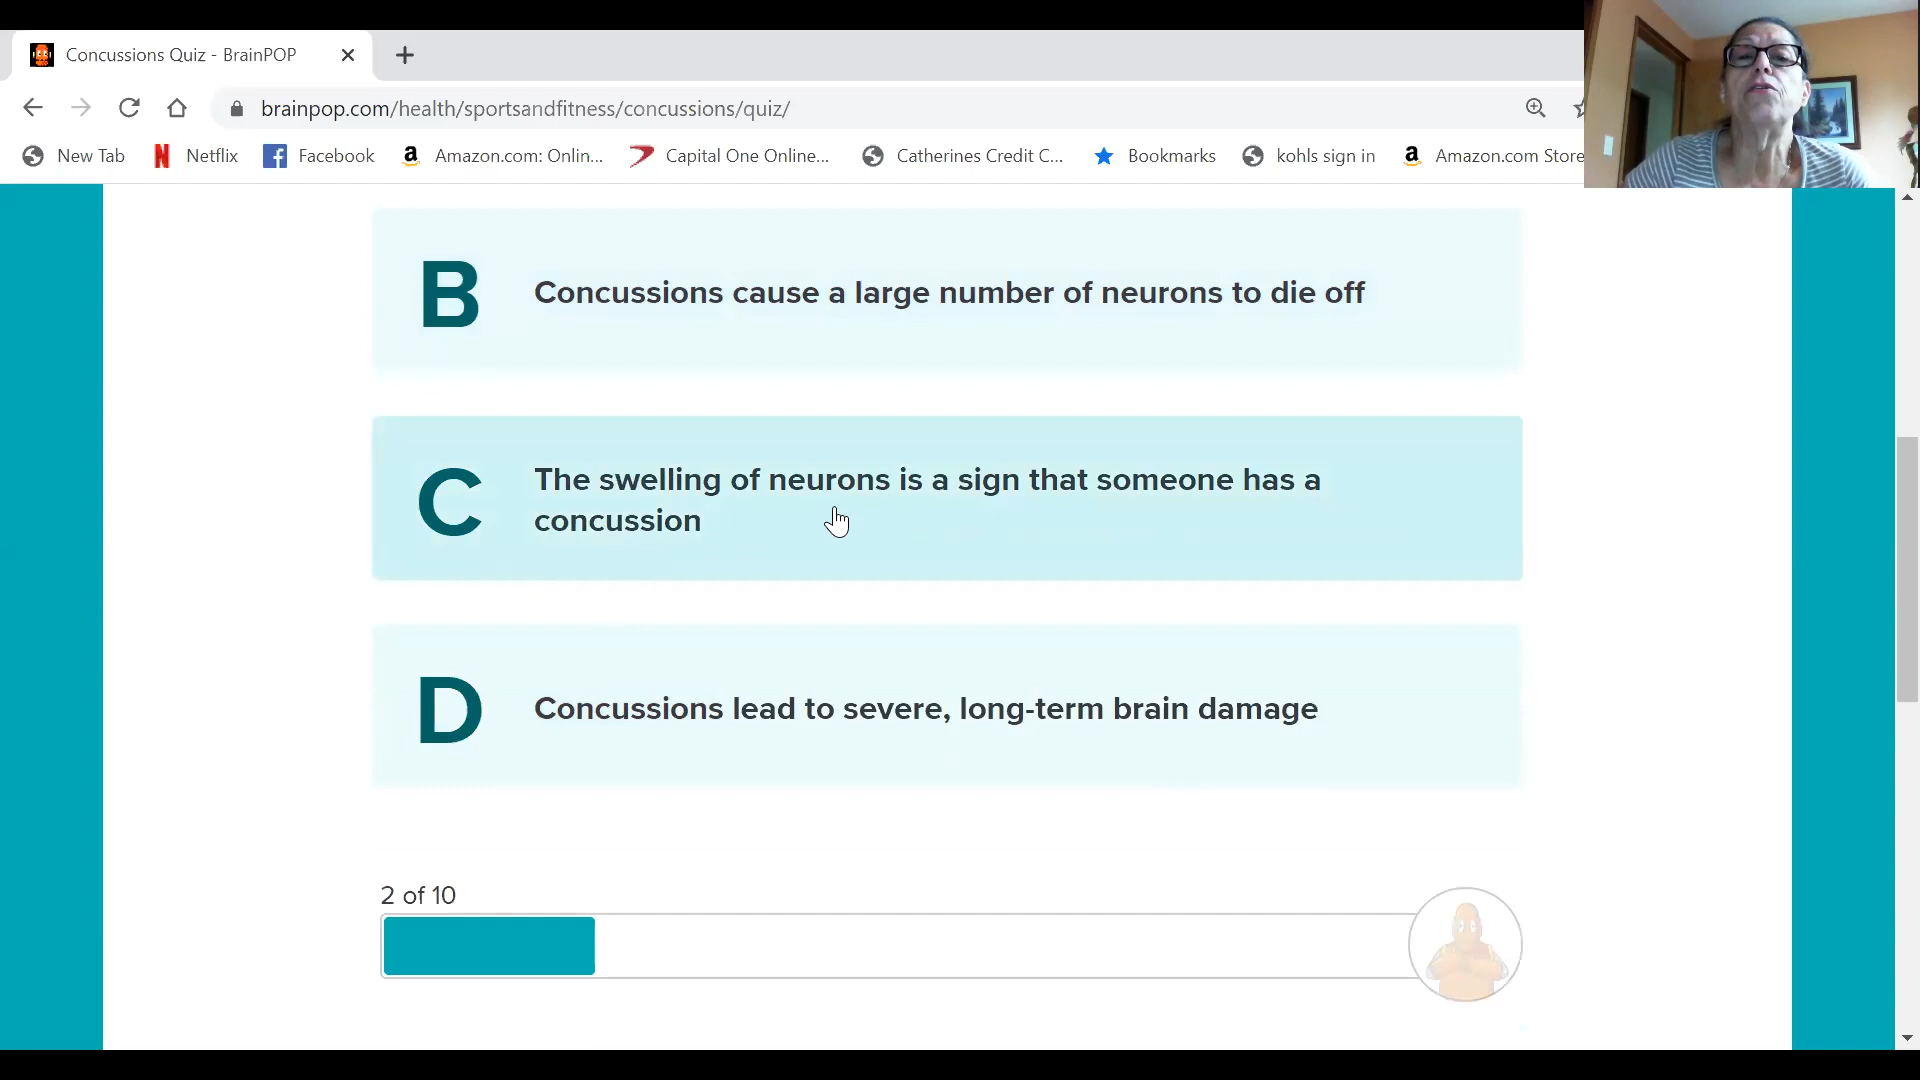 Concussions Quiz - BrainPOP
brainpop.com/health/sportsandfitness/concussions/quiz/
New Tab
Netflix
Facebook
Amazon.com: Onlin...
Capital One Online...
Catherines Credit C...
Bookmarks
kohls sign in
Amazon.com Store
B
Concussions cause a large number of neurons to die off
C
The swelling of neurons is a sign that someone has a
concussion
D
Concussions lead to severe, long-term brain damage
2 of 10